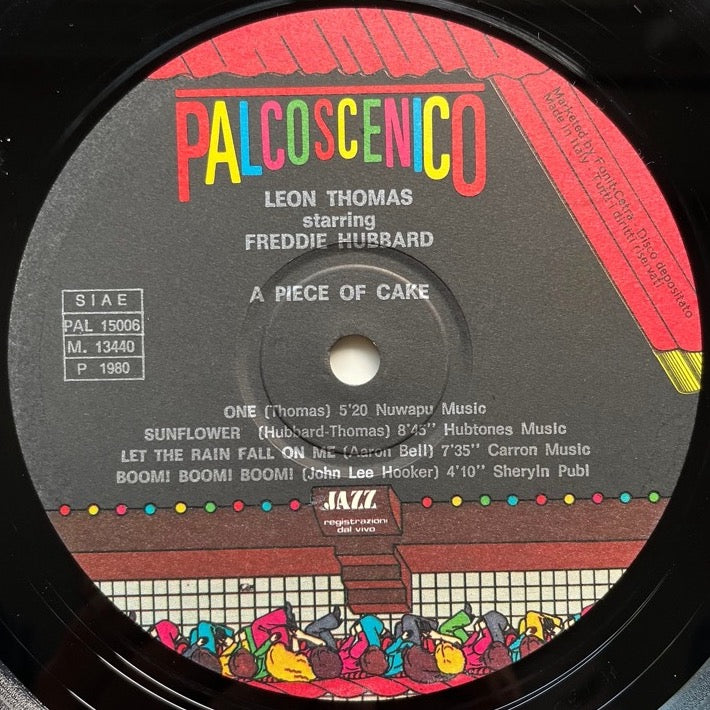 PALCOSCENICO
LEON THOMAS
starring
FREDDIE HUBBARD
A PIECE OF CAKE
SIAE
PAL 15006
M. 13440
P 1980
ONE (Thomas) 5'20 Nuwapu Music
SUNFLOWER (Hubbard-Thomas) 8'45'' Hubtones Music
LET THE RAIN FALL ON ME (Aaron Bell) 7'35'' Carron Music
BOOM! BOOM! BOOM! (John Lee Hooker) 4'10'' Sheryln Publ
JAZZ
registrazioni
dal vivo
Marketed by Fonit-Cetra - Disco depositato
Made in Italy - Tutti i diritti riservati